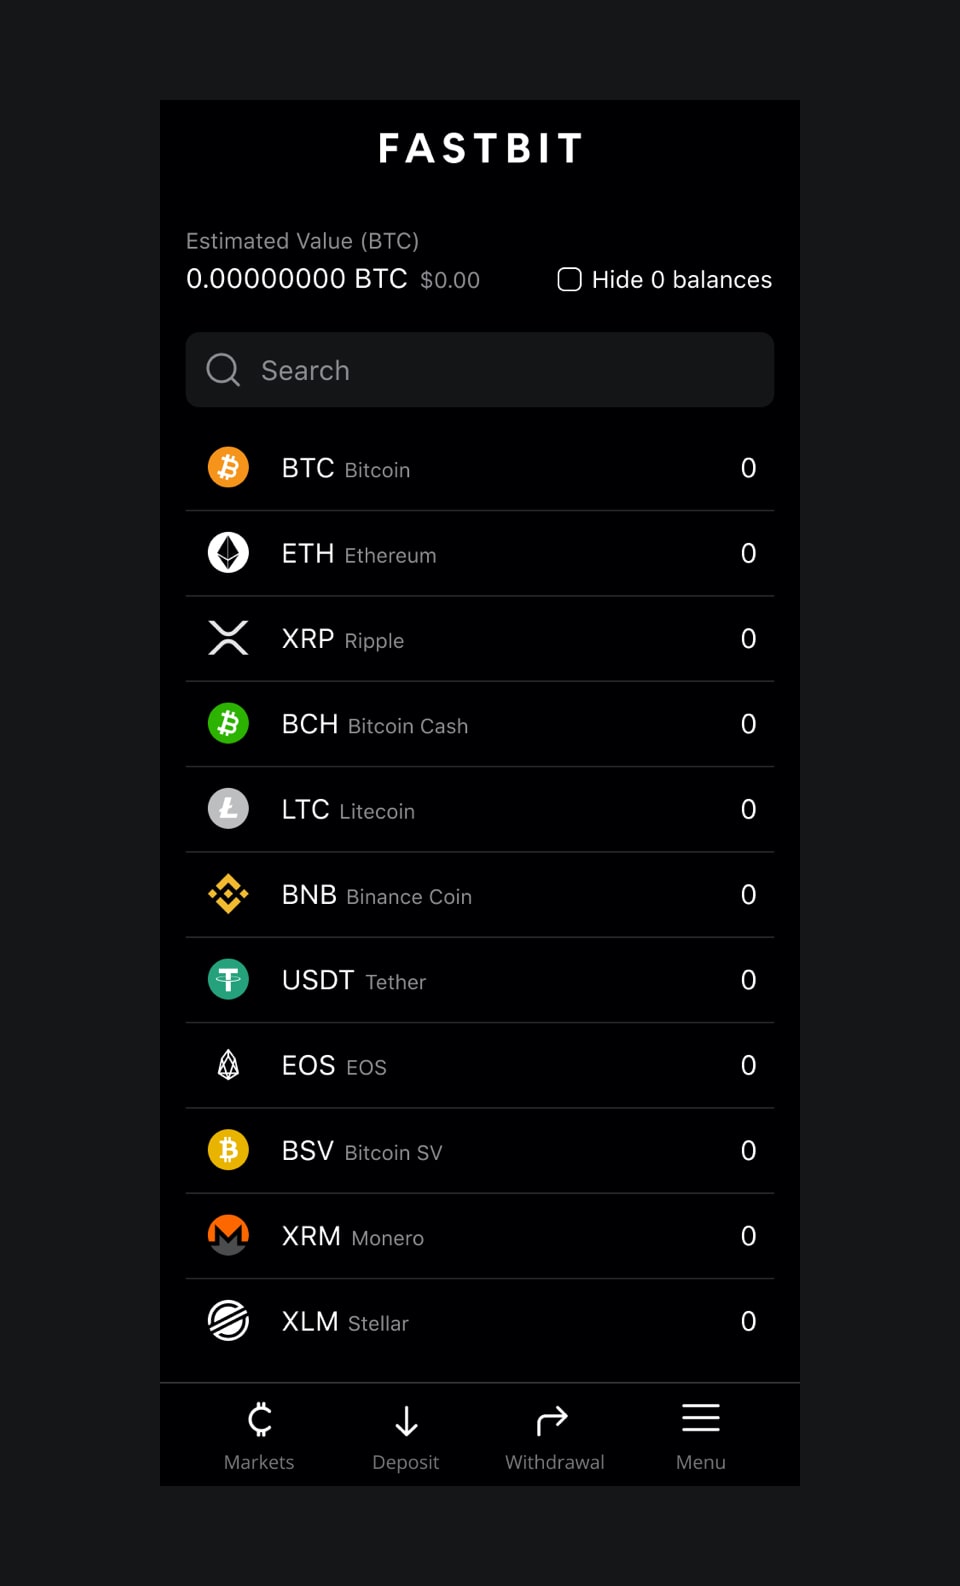 FASTBIT
Estimated Value (BTC)
0.00000000 BTC $0.00 Hide 0 balances
Search
BTC Bitcoin 0
ETH Ethereum 0
XRP Ripple 0
BCH Bitcoin Cash 0
LTC Litecoin 0
BNB Binance Coin 0
USDT Tether 0
EOS EOS 0
BSV Bitcoin SV 0
XRM Monero 0
XLM Stellar 0
Markets Deposit Withdrawal Menu